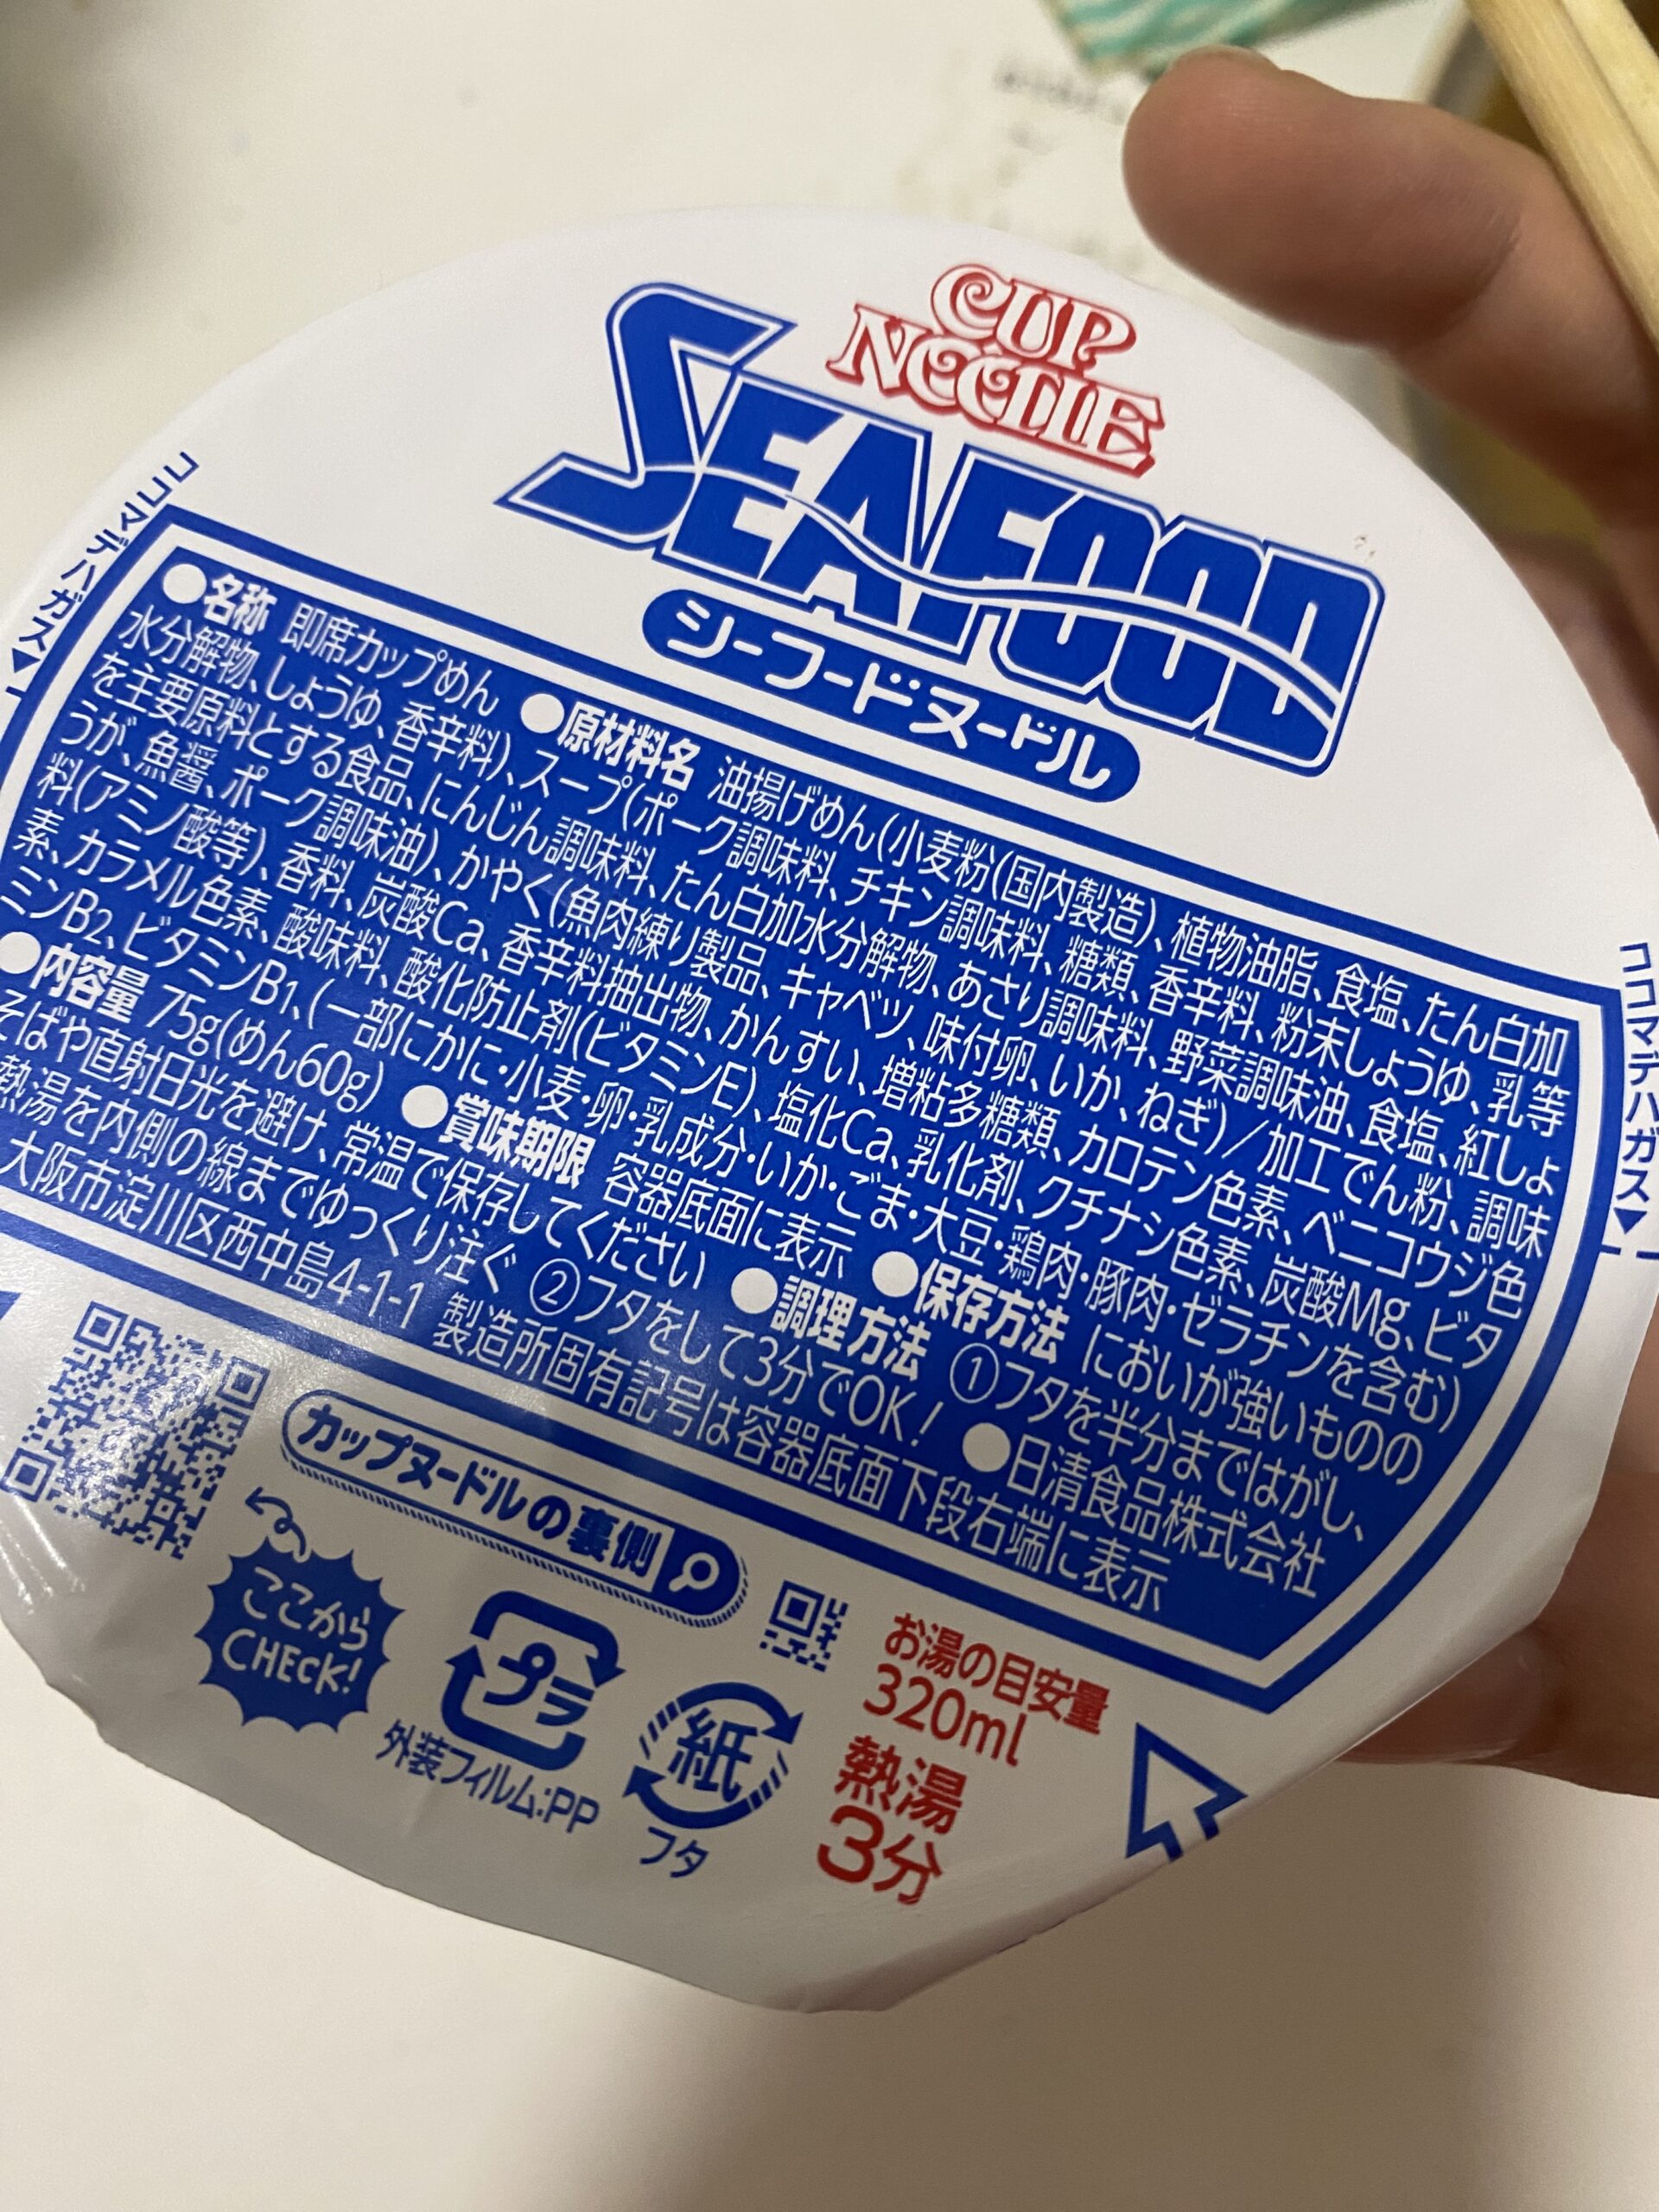 CUP
NOODLE
SEAFOOD
シーフードヌードル
ココマデハガス▼
ココマデハガス▼
●名称 即席カップめん ●原材料名 油揚げめん(小麦粉(国内製造)、植物油脂、食塩、たん白加
水分解物、しょうゆ、香辛料)、スープ(ポーク調味料、チキン調味料、糖類、香辛料、粉末しょうゆ、乳等
を主要原料とする食品、にんじん調味料、たん白加水分解物、あさり調味料、野菜調味油、食塩、紅しょ
うが、魚醤、ポーク調味油)、かやく(魚肉練り製品、キャベツ、味付卵、いか、ねぎ)/加工でん粉、調味
料(アミノ酸等)、香料、炭酸Ca、香辛料抽出物、かんすい、増粘多糖類、カロテン色素、ベニコウジ色
素、カラメル色素、酸味料、酸化防止剤(ビタミンE)、塩化Ca、乳化剤、クチナシ色素、炭酸Mg、ビタ
ミンB2、ビタミンB1、(一部にかに・小麦・卵・乳成分・いか・ごま・大豆・鶏肉・豚肉・ゼラチンを含む)
●内容量 75g(めん60g) ●賞味期限 容器底面に表示 ●保存方法 においが強いものの
そばや直射日光を避け、常温で保存してください ●調理方法 ①フタを半分まではがし、
熱湯を内側の線までゆっくり注ぐ ②フタをして3分でOK! ●日清食品株式会社
大阪市淀川区西中島4-1-1 製造所固有記号は容器底面下段右端に表示
カップヌードルの裏側
ここから
CHECK!
プラ
外装フィルム:PP
紙
フタ
お湯の目安量
320ml
熱湯
3分